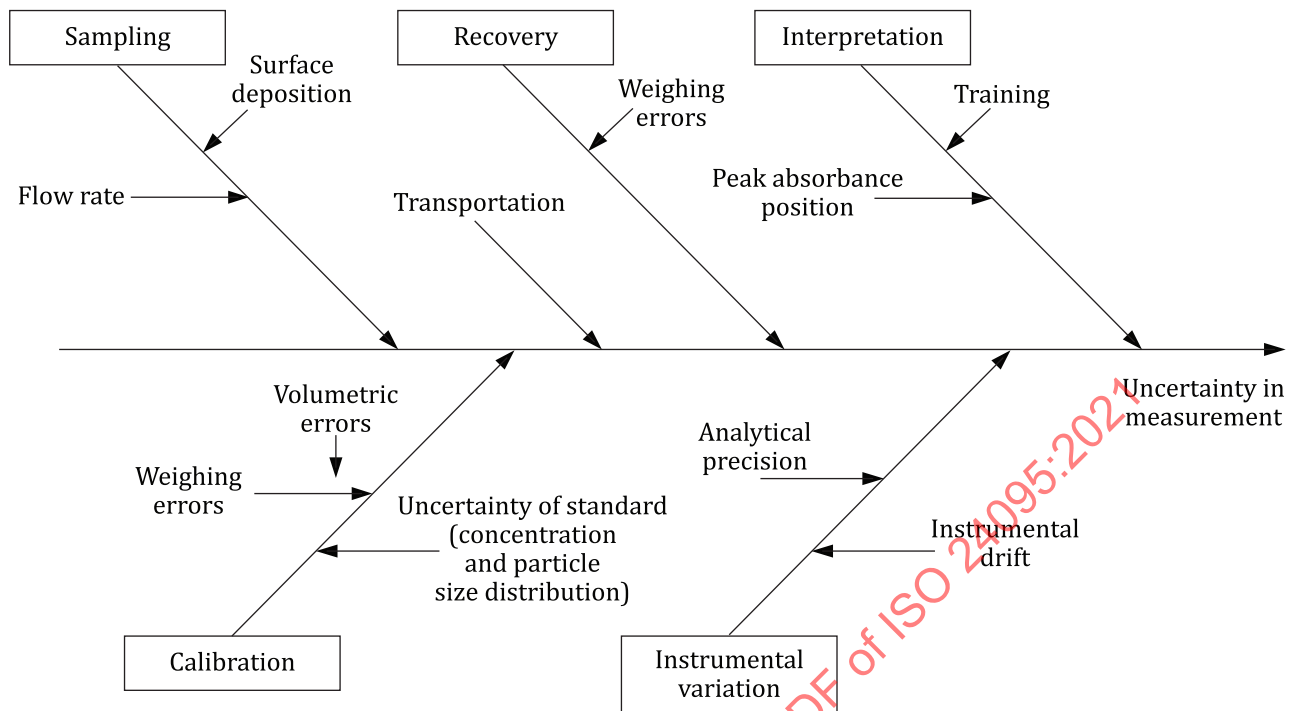 Sampling
Recovery
Interpretation
Surface
deposition
Weighing
errors
Training
Flow rate
Transportation
Peak absorbance
position
Uncertainty in
measurement
Volumetric
errors
Weighing
errors
Uncertainty of standard
(concentration
and particle
size distribution)
Analytical
precision
Instrumental
drift
Calibration
Instrumental
variation
DF of ISO 24095:2021